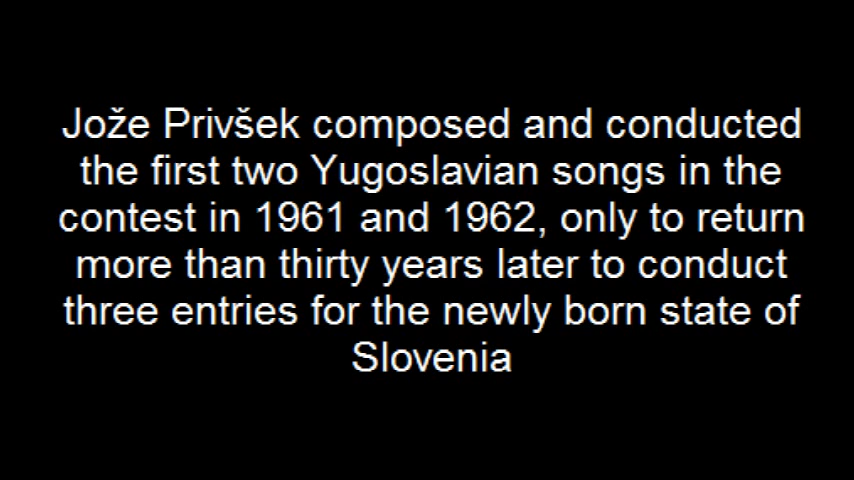 Jože Privšek composed and conducted
the first two Yugoslavian songs in the
contest in 1961 and 1962, only to return
more than thirty years later to conduct
three entries for the newly born state of
Slovenia